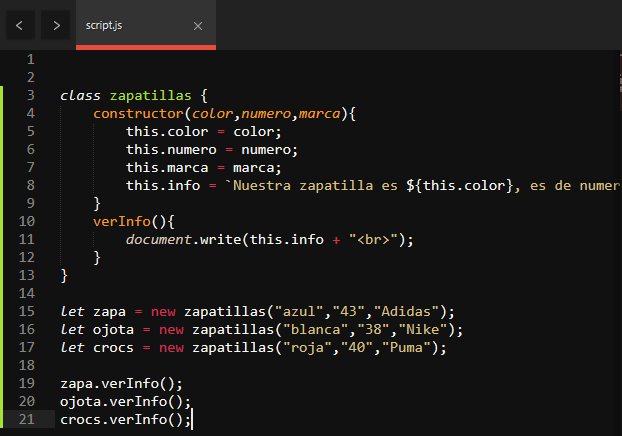 script.js
1
2
3 class zapatillas {
4 constructor(color,numero,marca){
5 this.color = color;
6 this.numero = numero;
7 this.marca = marca;
8 this.info = `Nuestra zapatilla es ${this.color}, es de numer
9 }
10 verInfo(){
11 document.write(this.info + "<br>");
12 }
13 }
14
15 let zapa = new zapatillas("azul","43","Adidas");
16 let ojota = new zapatillas("blanca","38","Nike");
17 let crocs = new zapatillas("roja","40","Puma");
18
19 zapa.verInfo();
20 ojota.verInfo();
21 crocs.verInfo();